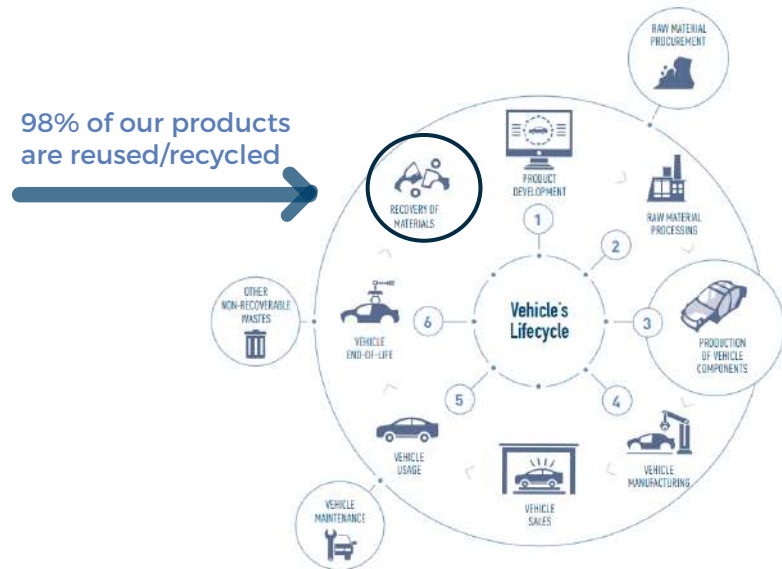 98% of our products
are reused/recycled
RAW MATERIAL
PROCUREMENT
PRODUCT
DEVELOPMENT
1
RAW MATERIAL
PROCESSING
2
PRODUCTION
OF VEHICLE
COMPONENTS
3
VEHICLE
MANUFACTURING
4
VEHICLE
SALES
VEHICLE
USAGE
5
VEHICLE
MAINTENANCE
VEHICLE
END-OF-LIFE
6
OTHER
NON-RECOVERABLE
WASTES
RECOVERY OF
MATERIALS
Vehicle's
Lifecycle